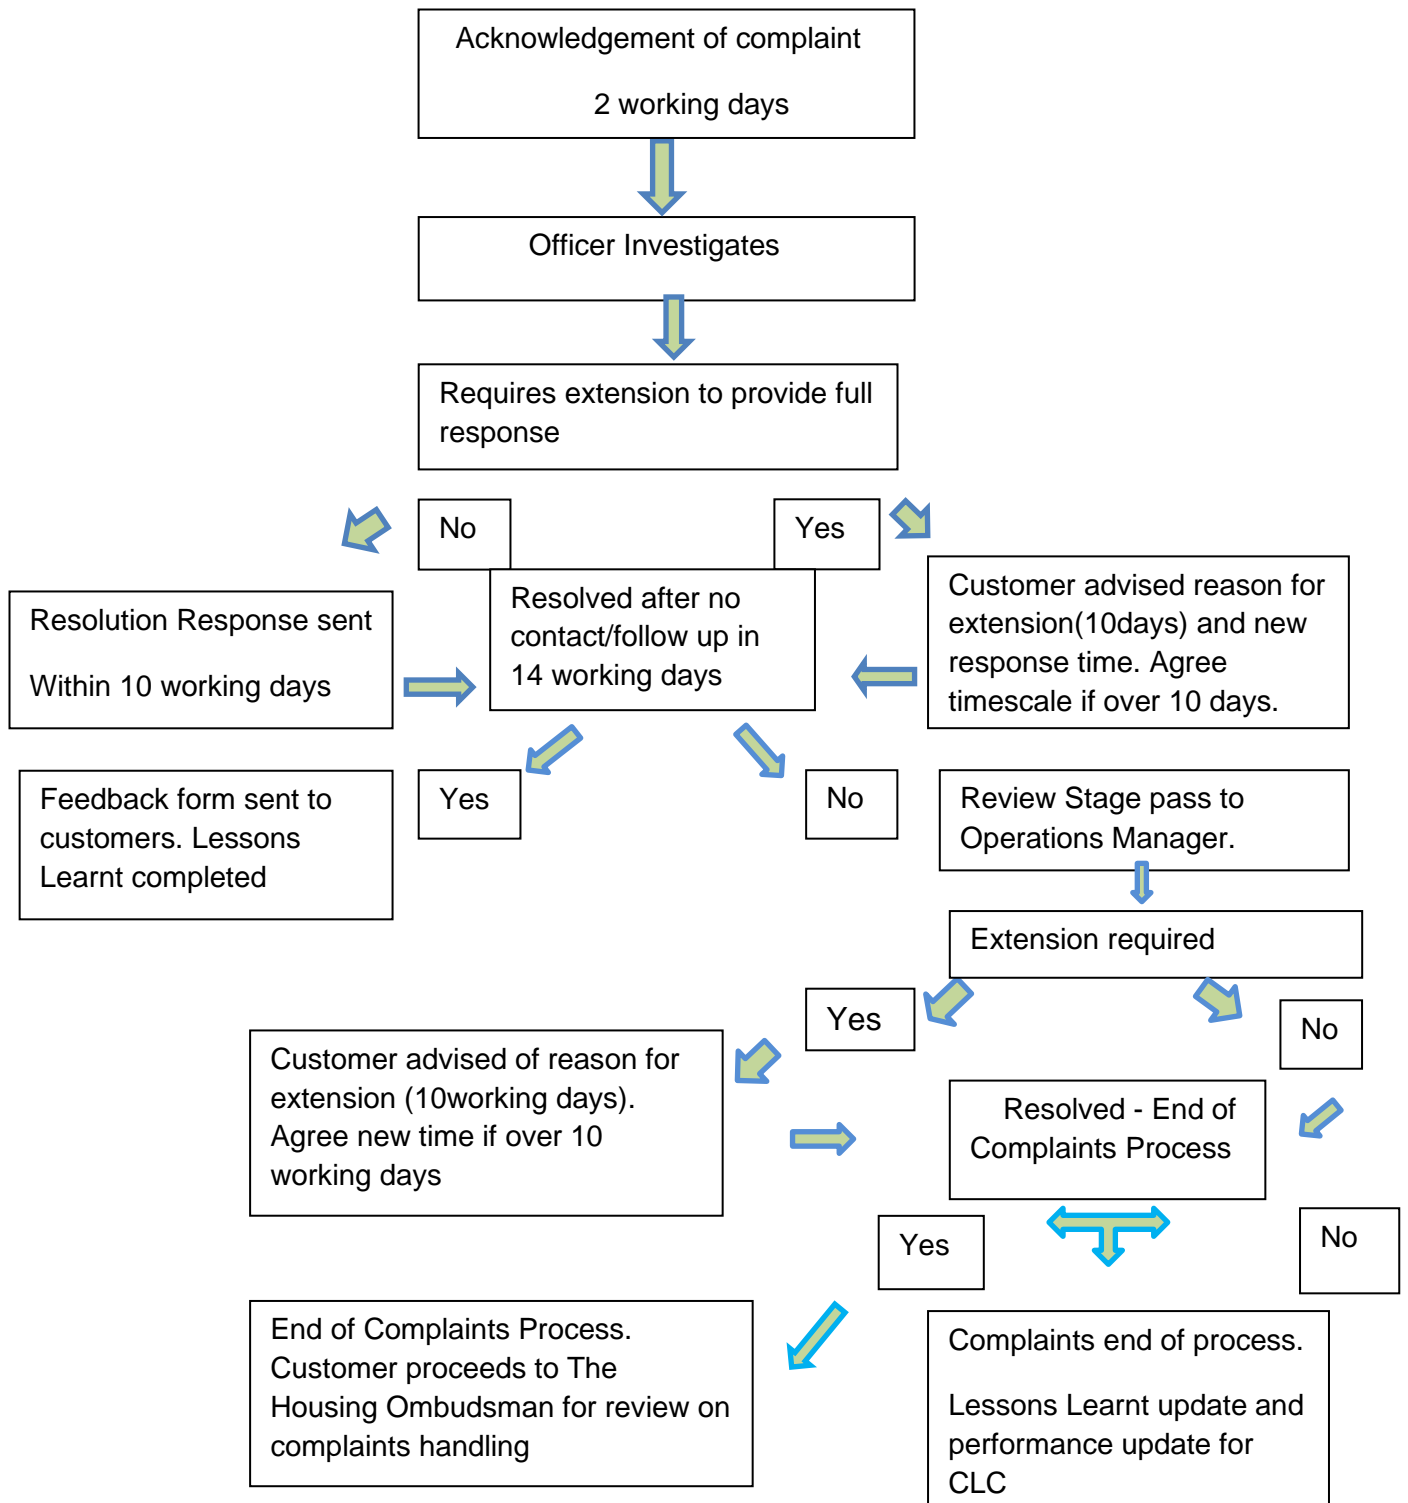 Acknowledgement of complaint
2 working days
Officer Investigates
Requires extension to provide full
response
No
Yes
Resolution Response sent
Within 10 working days
Resolved after no
contact/follow up in
14 working days
Customer advised reason for
extension(10days) and new
response time. Agree
timescale if over 10 days.
Feedback form sent to
customers. Lessons
Learnt completed
Yes
No
Review Stage pass to
Operations Manager.
Extension required
Yes
No
Customer advised of reason for
extension (10working days).
Agree new time if over 10
working days
Resolved - End of
Complaints Process
Yes
No
End of Complaints Process.
Customer proceeds to The
Housing Ombudsman for review on
complaints handling
Complaints end of process.
Lessons Learnt update and
performance update for
CLC